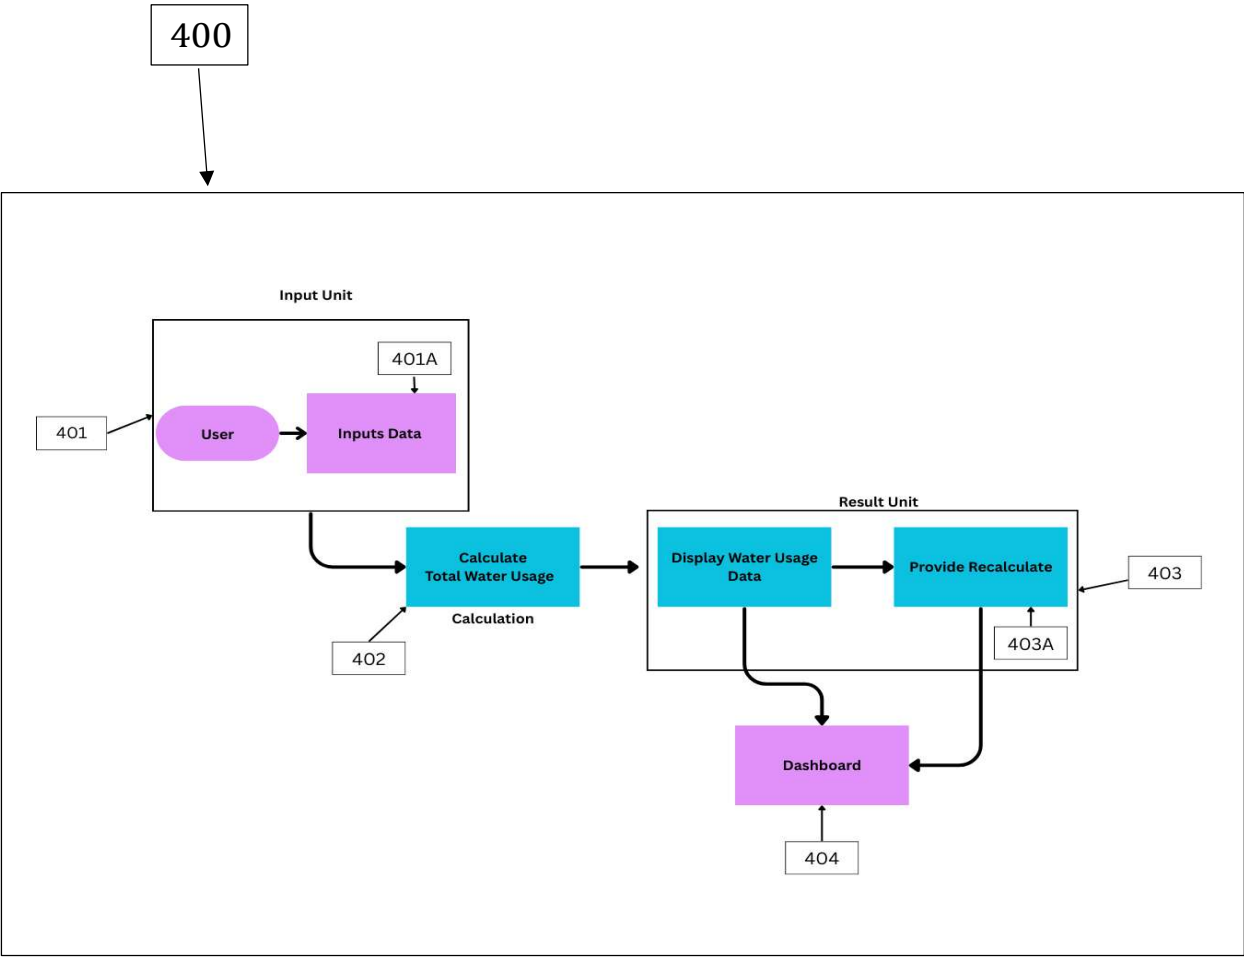 400
Input Unit
401A
401
User
Inputs Data
Result Unit
Calculate
Total Water Usage
Display Water Usage
Data
Provide Recalculate
403
Calculation
402
403A
Dashboard
404